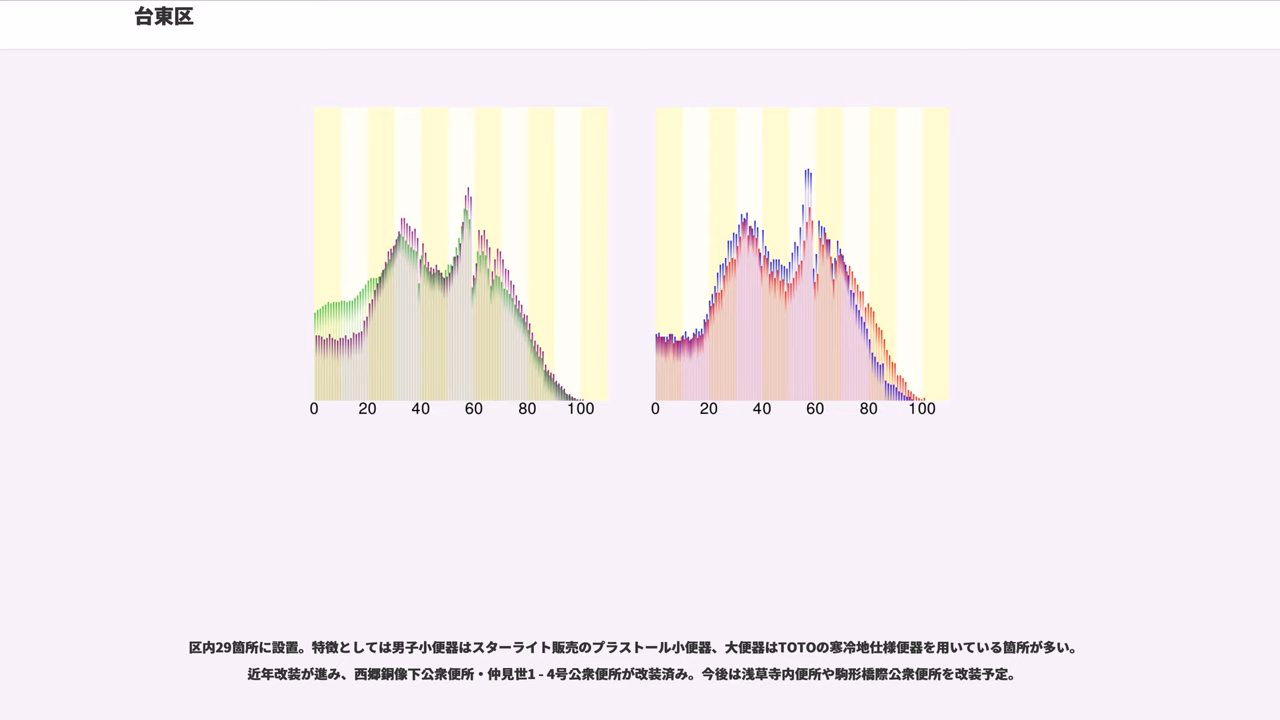 台東区
0 20 40 60 80 100
0 20 40 60 80 100
区内29箇所に設置。特徴としては男子小便器はスターライト販売のプラストール小便器、大便器はTOTOの寒冷地仕様便器を用いている箇所が多い。
近年改装が進み、西郷銅像下公衆便所・仲見世1 - 4号公衆便所が改装済み。今後は浅草寺内便所や駒形橋際公衆便所を改装予定。